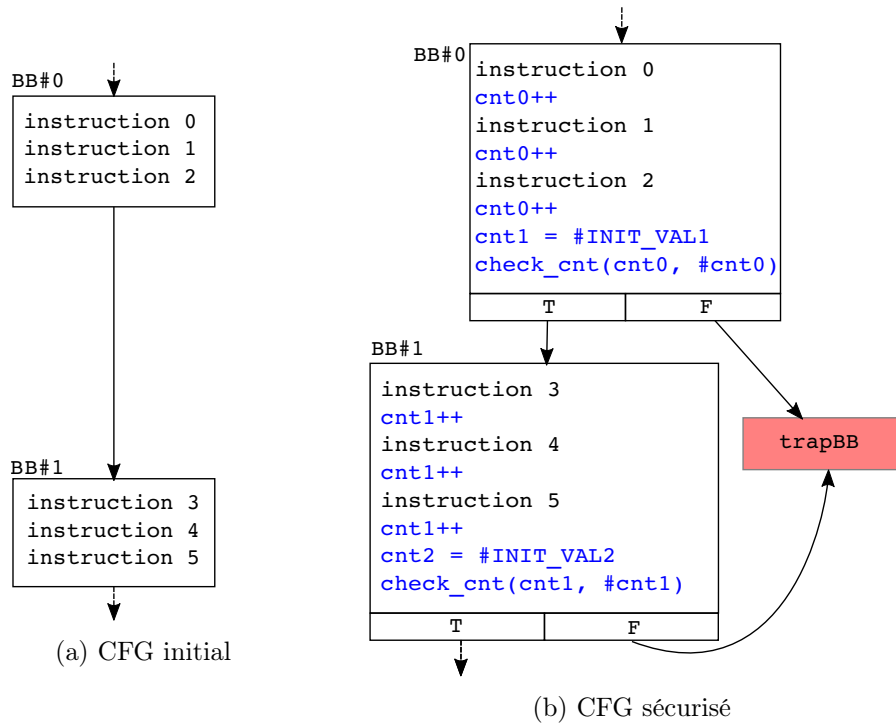 BB#0
instruction 0
instruction 1
instruction 2
BB#1
instruction 3
instruction 4
instruction 5
(a) CFG initial
BB#0
instruction 0
cnt0++
instruction 1
cnt0++
instruction 2
cnt0++
cnt1 = #INIT_VAL1
check_cnt(cnt0, #cnt0)
T F
BB#1
instruction 3
cnt1++
instruction 4
cnt1++
instruction 5
cnt1++
cnt2 = #INIT_VAL2
check_cnt(cnt1, #cnt1)
T F
trapBB
(b) CFG sécurisé